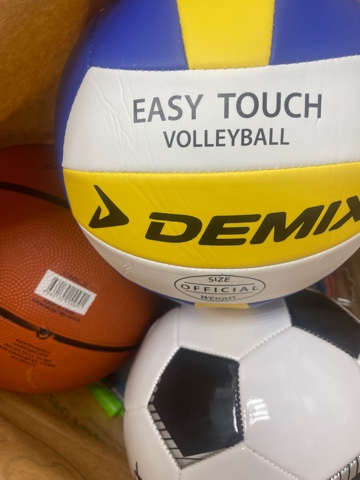 EASY TOUCH
VOLLEYBALL
DEMIX
SIZE
OFFICIAL
WEIGHT